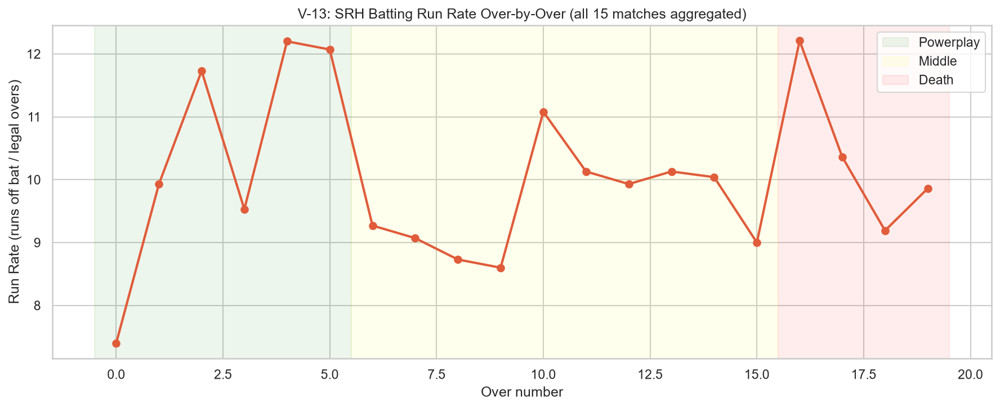 V-13: SRH Batting Run Rate Over-by-Over (all 15 matches aggregated)
Powerplay
Middle
Death
Run Rate (runs off bat / legal overs)
12
11
10
9
8
0.0 2.5 5.0 7.5 10.0 12.5 15.0 17.5 20.0
Over number